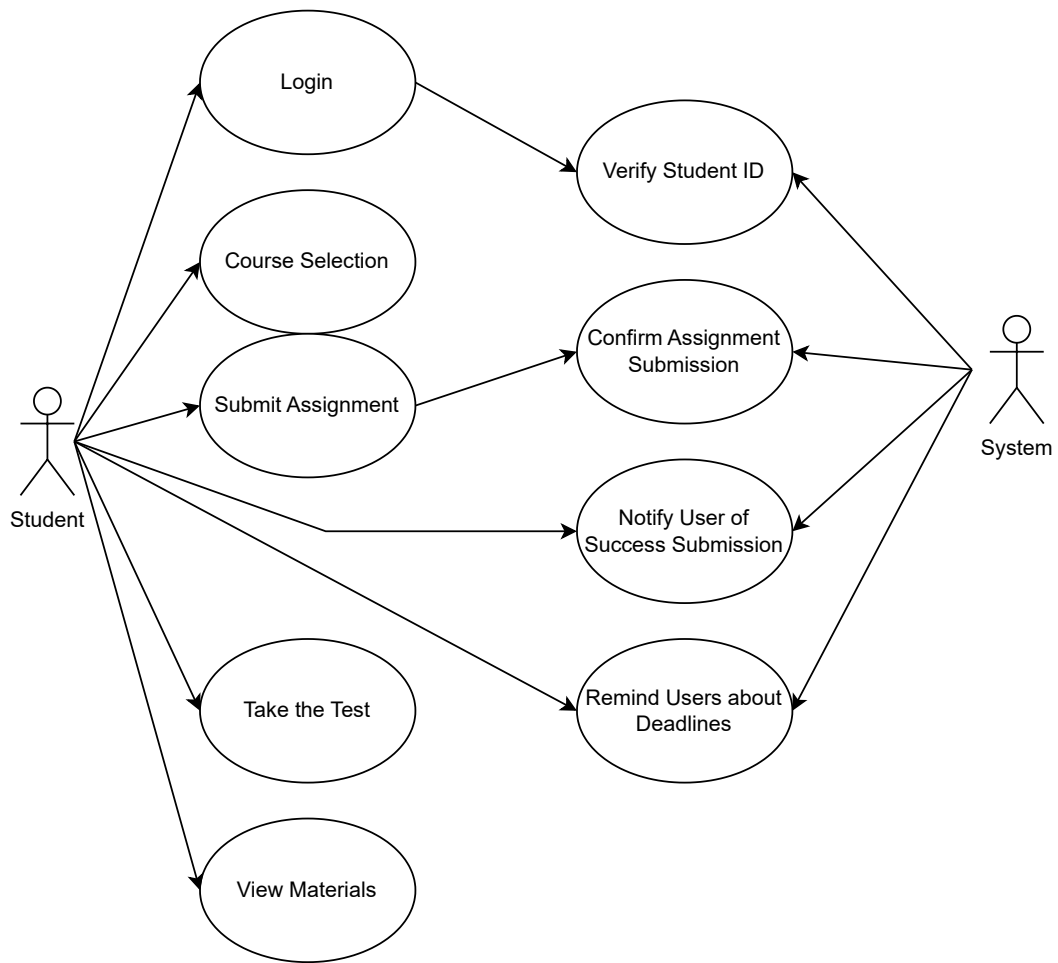 Login
Verify Student ID
Course Selection
Confirm Assignment
Submission
Submit Assignment
System
Student
Notify User of
Success Submission
Take the Test
Remind Users about
Deadlines
View Materials